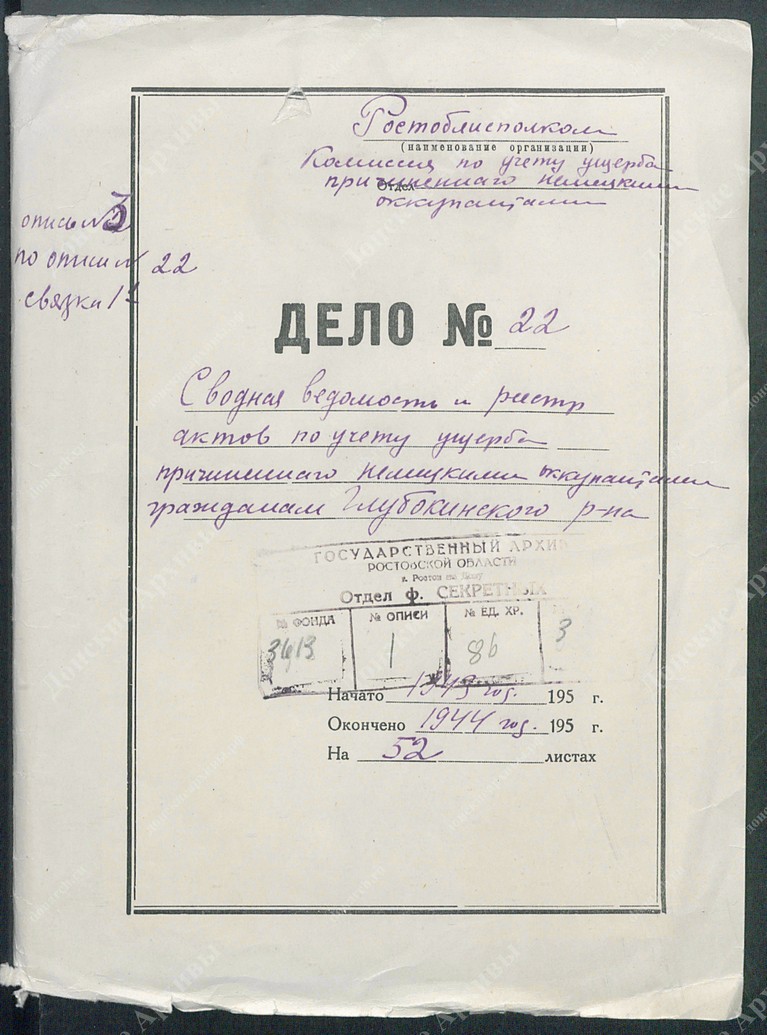 Ростоблисполком
(наименование организации)
Комиссия по учету ущерба
Отдел причиненнаго немецкими
оккупантами
опись № 3
по описи № 22
связка 1
ДЕЛО № 22
Сводная ведомость и реестр
актов по учету ущерба
причиненнаго немецкими оккупантами
гражданам Глубокинского р-на
ГОСУДАРСТВЕННЫЙ АРХИВ
РОСТОВСКОЙ ОБЛАСТИ
г. Ростов на Дону
Отдел ф. СЕКРЕТНЫХ
№ ФОНДА № ОПИСИ № ЕД. ХР.
3613 1 86 3
Начато 1943 год. 195 г.
Окончено 1944 год. 195 г.
На 52 листах